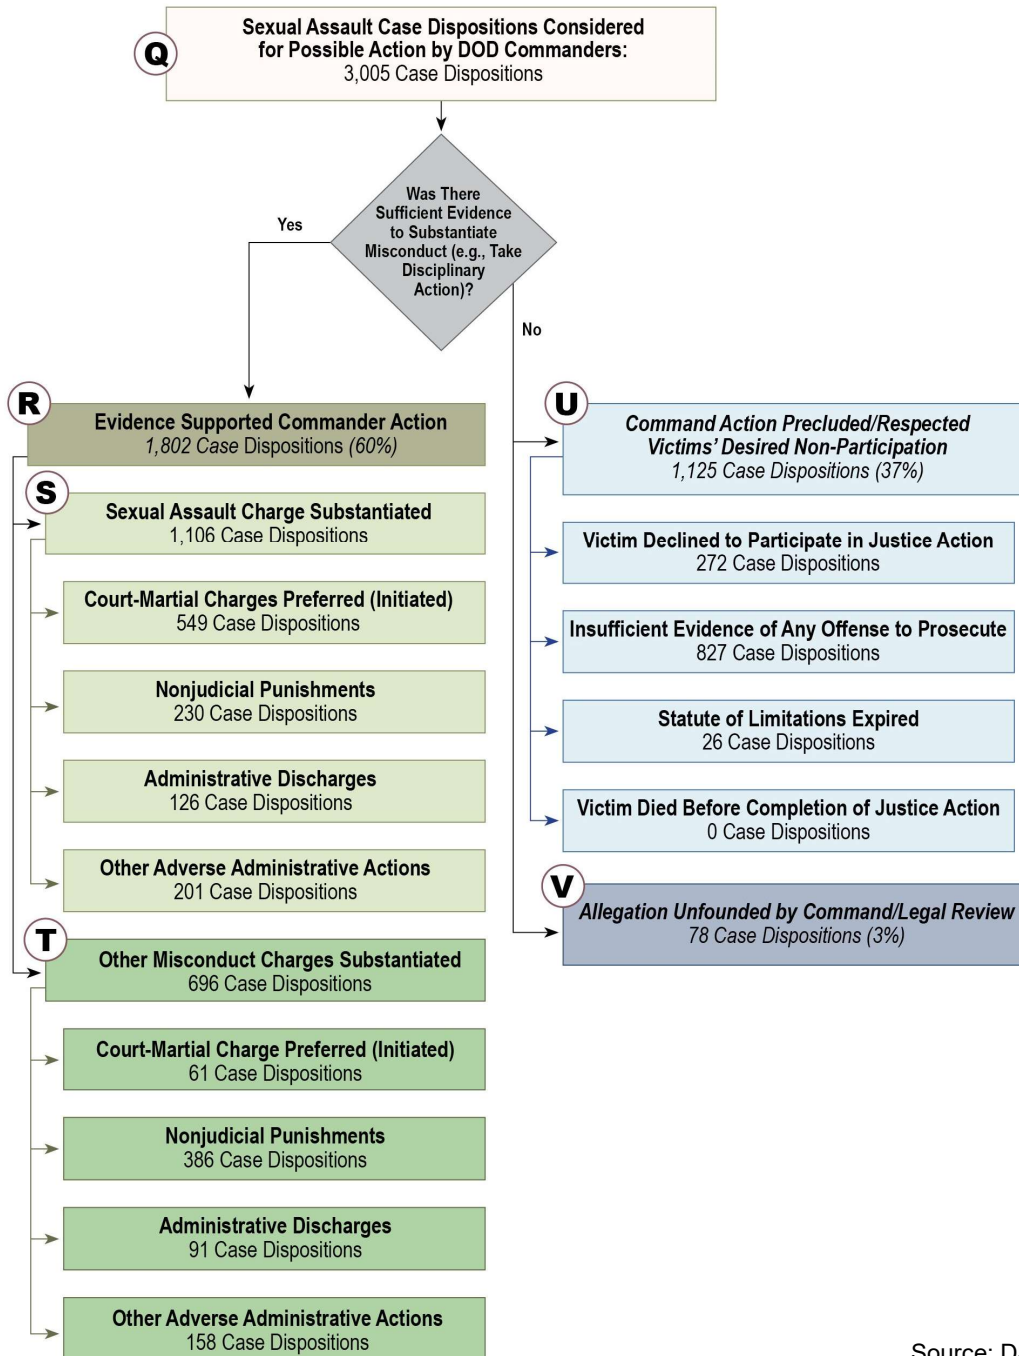 Q
Sexual Assault Case Dispositions Considered
for Possible Action by DOD Commanders:
3,005 Case Dispositions
Was There
Sufficient Evidence
to Substantiate
Misconduct (e.g., Take
Disciplinary
Action)?
Yes
No
R
Evidence Supported Commander Action
1,802 Case Dispositions (60%)
S
Sexual Assault Charge Substantiated
1,106 Case Dispositions
Court-Martial Charges Preferred (Initiated)
549 Case Dispositions
Nonjudicial Punishments
230 Case Dispositions
Administrative Discharges
126 Case Dispositions
Other Adverse Administrative Actions
201 Case Dispositions
T
Other Misconduct Charges Substantiated
696 Case Dispositions
Court-Martial Charge Preferred (Initiated)
61 Case Dispositions
Nonjudicial Punishments
386 Case Dispositions
Administrative Discharges
91 Case Dispositions
Other Adverse Administrative Actions
158 Case Dispositions
U
Command Action Precluded/Respected
Victims' Desired Non-Participation
1,125 Case Dispositions (37%)
Victim Declined to Participate in Justice Action
272 Case Dispositions
Insufficient Evidence of Any Offense to Prosecute
827 Case Dispositions
Statute of Limitations Expired
26 Case Dispositions
Victim Died Before Completion of Justice Action
0 Case Dispositions
V
Allegation Unfounded by Command/Legal Review
78 Case Dispositions (3%)
Source: D